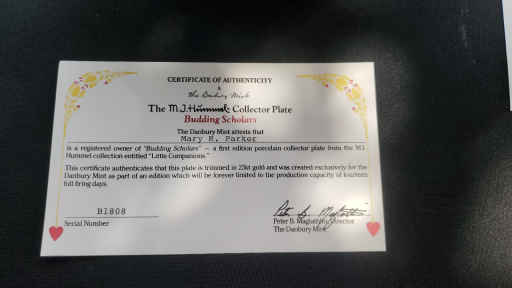 CERTIFICATE OF AUTHENTICITY
The Danbury Mint
The M.J. Hummel Collector Plate
Budding Scholars
The Danbury Mint attests that
Mary H. Parker
is a registered owner of "Budding Scholars" — a first edition porcelain collector plate from the M.I.
Hummel collection entitled "Little Companions."
This certificate authenticates that this plate is trimmed in 23kt gold and was created exclusively for the
Danbury Mint as part of an edition which will be forever limited to the production capacity of fourteen
full firing days.
B1808
Serial Number
Peter B. Maglathlin, Director
The Danbury Mint